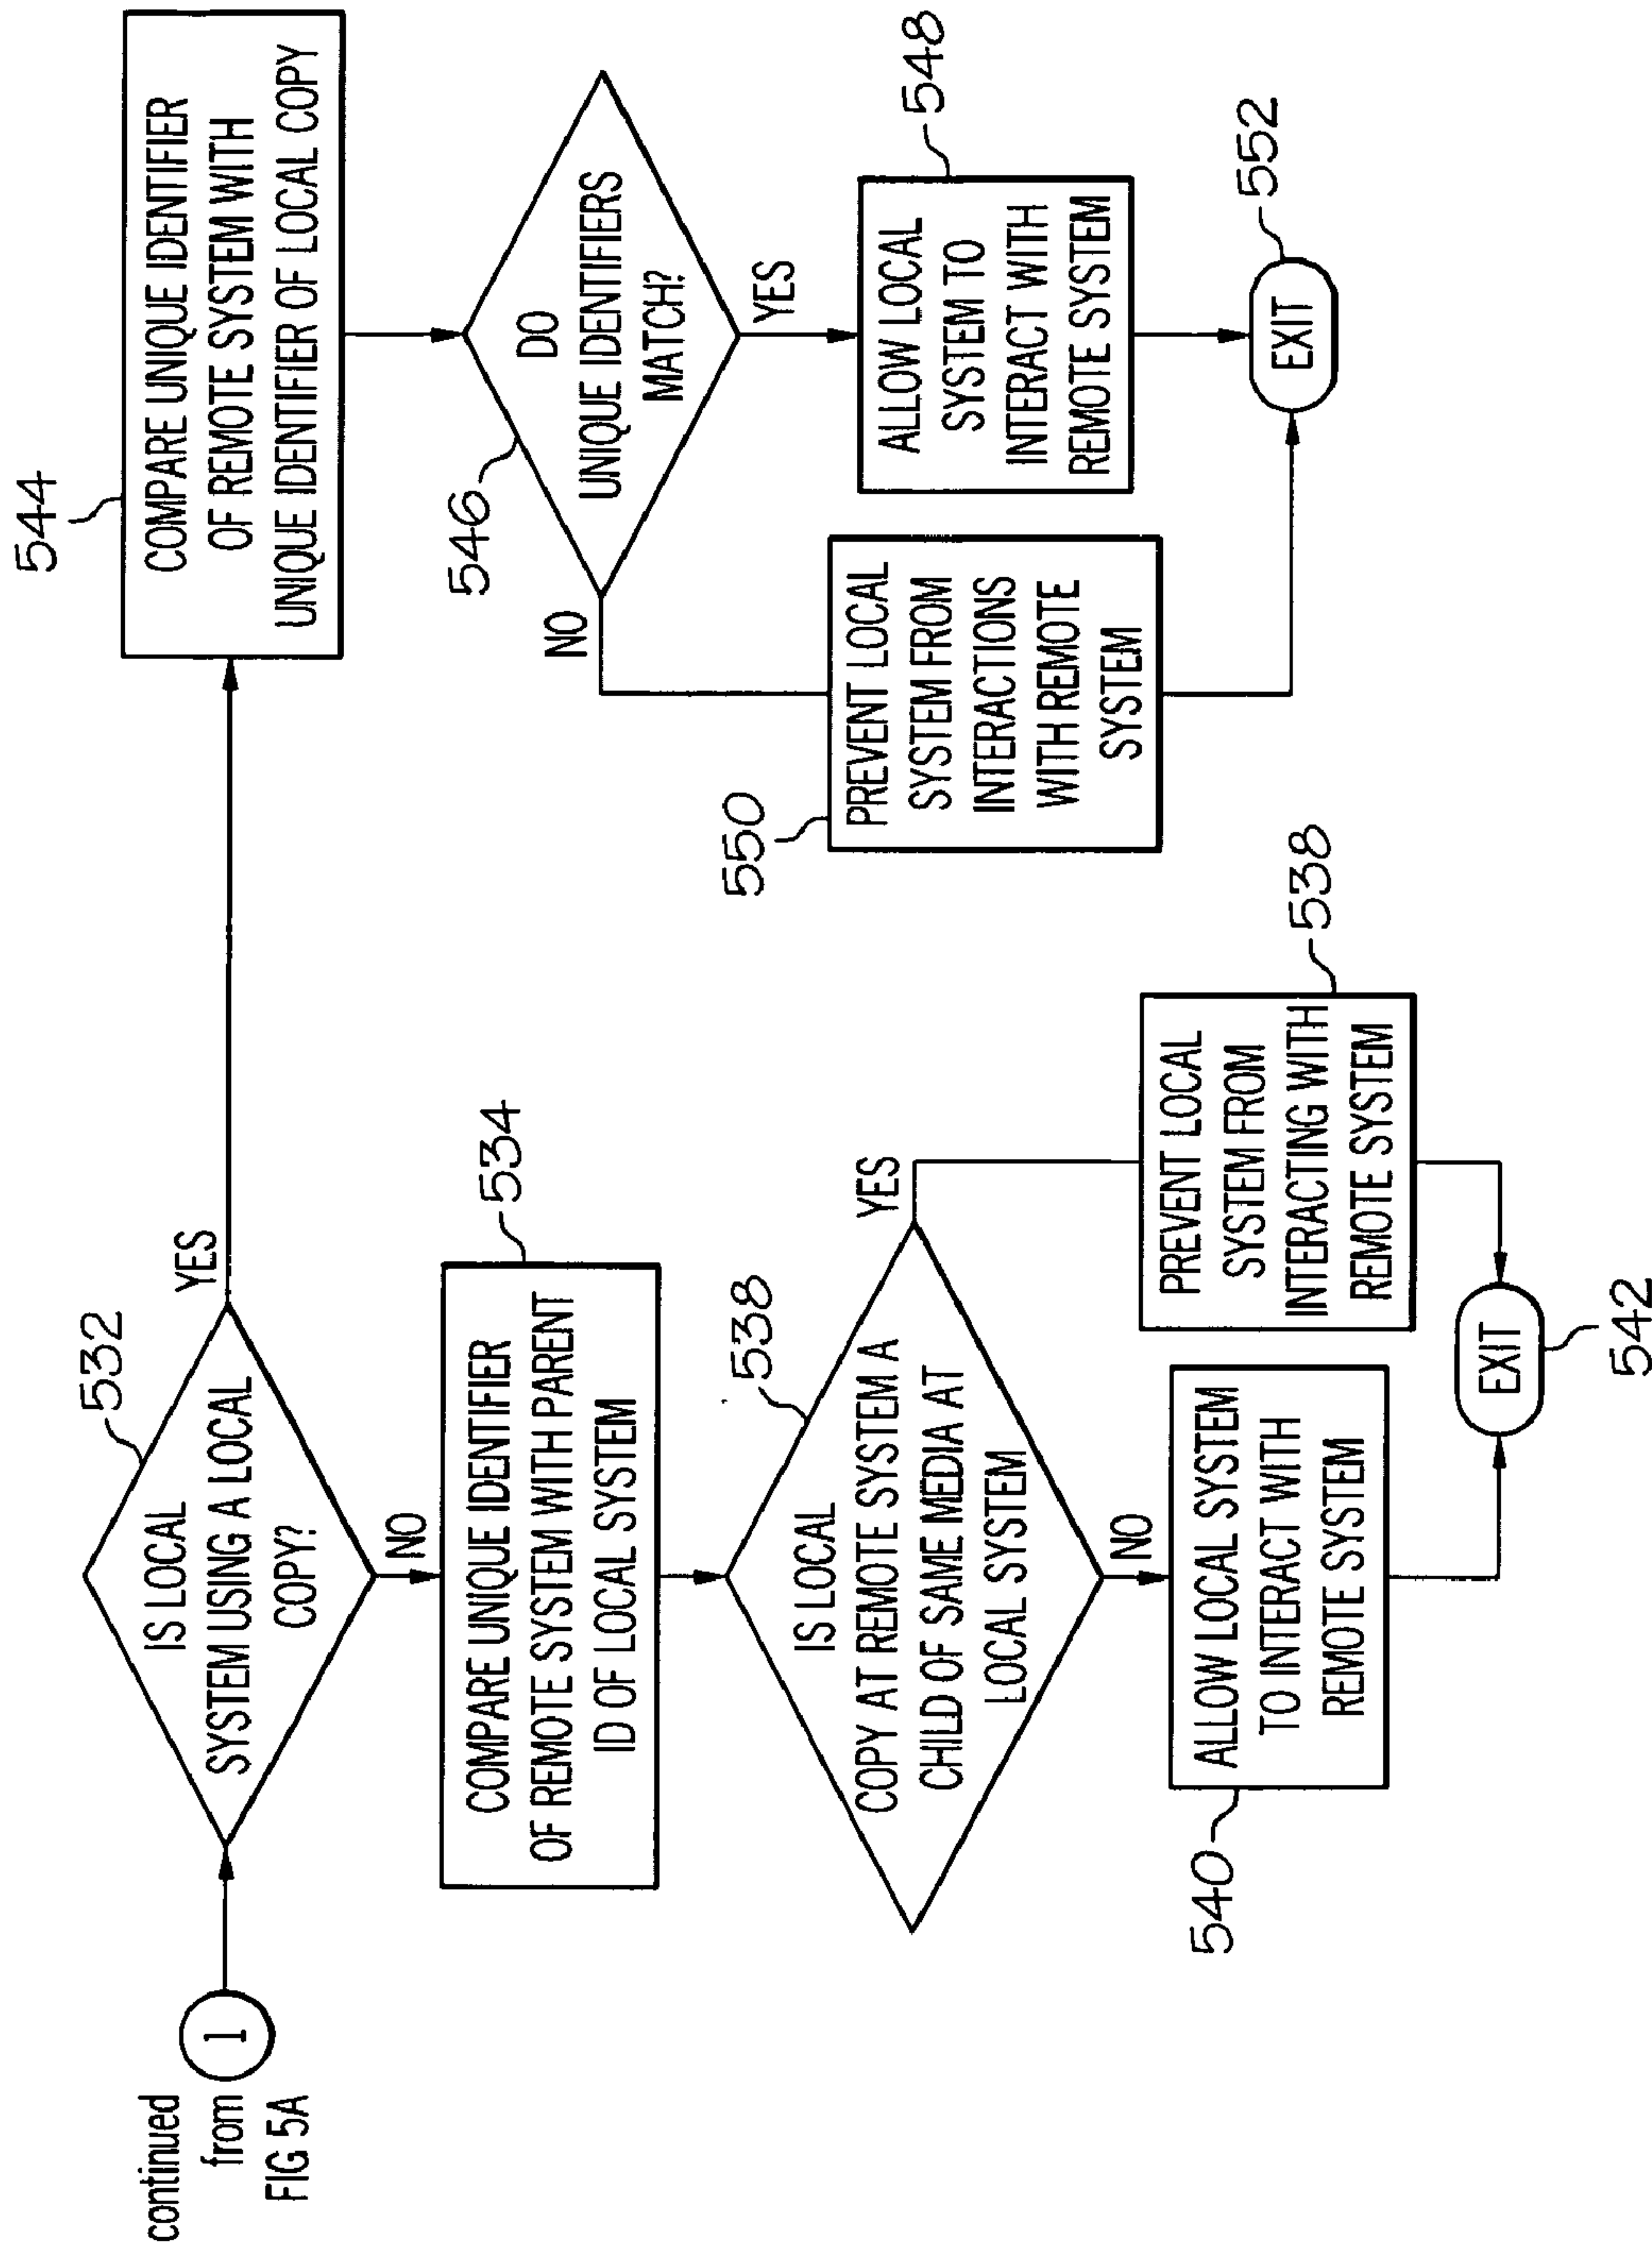 continued
from
FIG 5A
1
532
IS LOCAL
SYSTEM USING A LOCAL
COPY?
YES
NO
534
COMPARE UNIQUE IDENTIFIER
OF REMOTE SYSTEM WITH PARENT
ID OF LOCAL SYSTEM
538
IS LOCAL
COPY AT REMOTE SYSTEM A
CHILD OF SAME MEDIA AT
LOCAL SYSTEM
YES
NO
538
PREVENT LOCAL
SYSTEM FROM
INTERACTING WITH
REMOTE SYSTEM
540
ALLOW LOCAL SYSTEM
TO INTERACT WITH
REMOTE SYSTEM
EXIT
542
544
COMPARE UNIQUE IDENTIFIER
OF REMOTE SYSTEM WITH
UNIQUE IDENTIFIER OF LOCAL COPY
546
DO
UNIQUE IDENTIFIERS
MATCH?
NO
YES
550
PREVENT LOCAL
SYSTEM FROM
INTERACTIONS
WITH REMOTE
SYSTEM
548
ALLOW LOCAL
SYSTEM TO
INTERACT WITH
REMOTE SYSTEM
552
EXIT